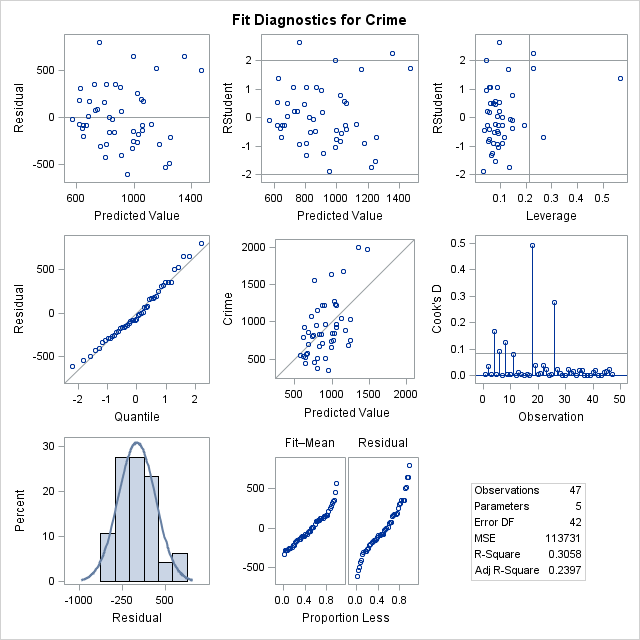 Fit Diagnostics for Crime
Residual
500
0
-500
600 1000 1400
Predicted Value
RStudent
2
1
0
-1
-2
600 800 1000 1400
Predicted Value
RStudent
2
1
0
-1
-2
0.1 0.2 0.3 0.5
Leverage
Residual
500
0
-500
-2 -1 0 1 2
Quantile
Crime
2000
1500
1000
500
500 1000 1500 2000
Predicted Value
Cook's D
0.5
0.4
0.3
0.2
0.1
0.0
0 10 20 30 40 50
Observation
Percent
30
20
10
0
-1000 -250 500
Residual
Fit–Mean Residual
500
0
-500
0.0 0.4 0.8 0.0 0.4 0.8
Proportion Less
Observations 47
Parameters 5
Error DF 42
MSE 113731
R-Square 0.3058
Adj R-Square 0.2397